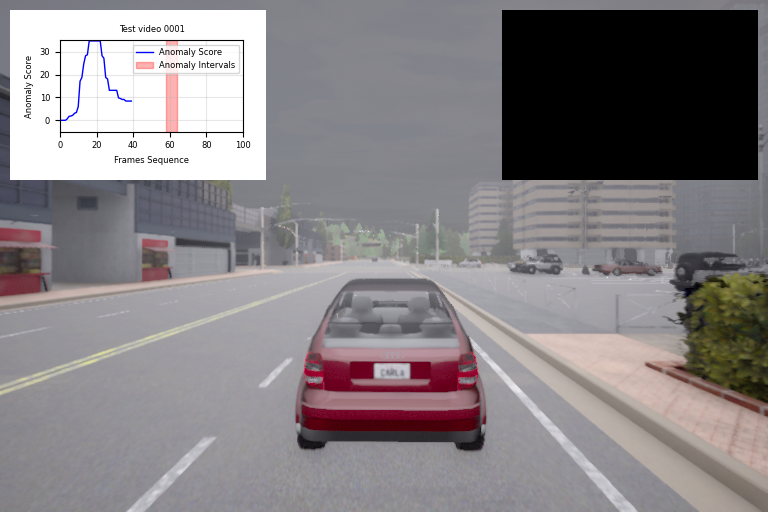 Test video 0001
Anomaly Score
Anomaly Intervals
Anomaly Score
30
20
10
0
0 20 40 60 80 100
Frames Sequence
CARLA